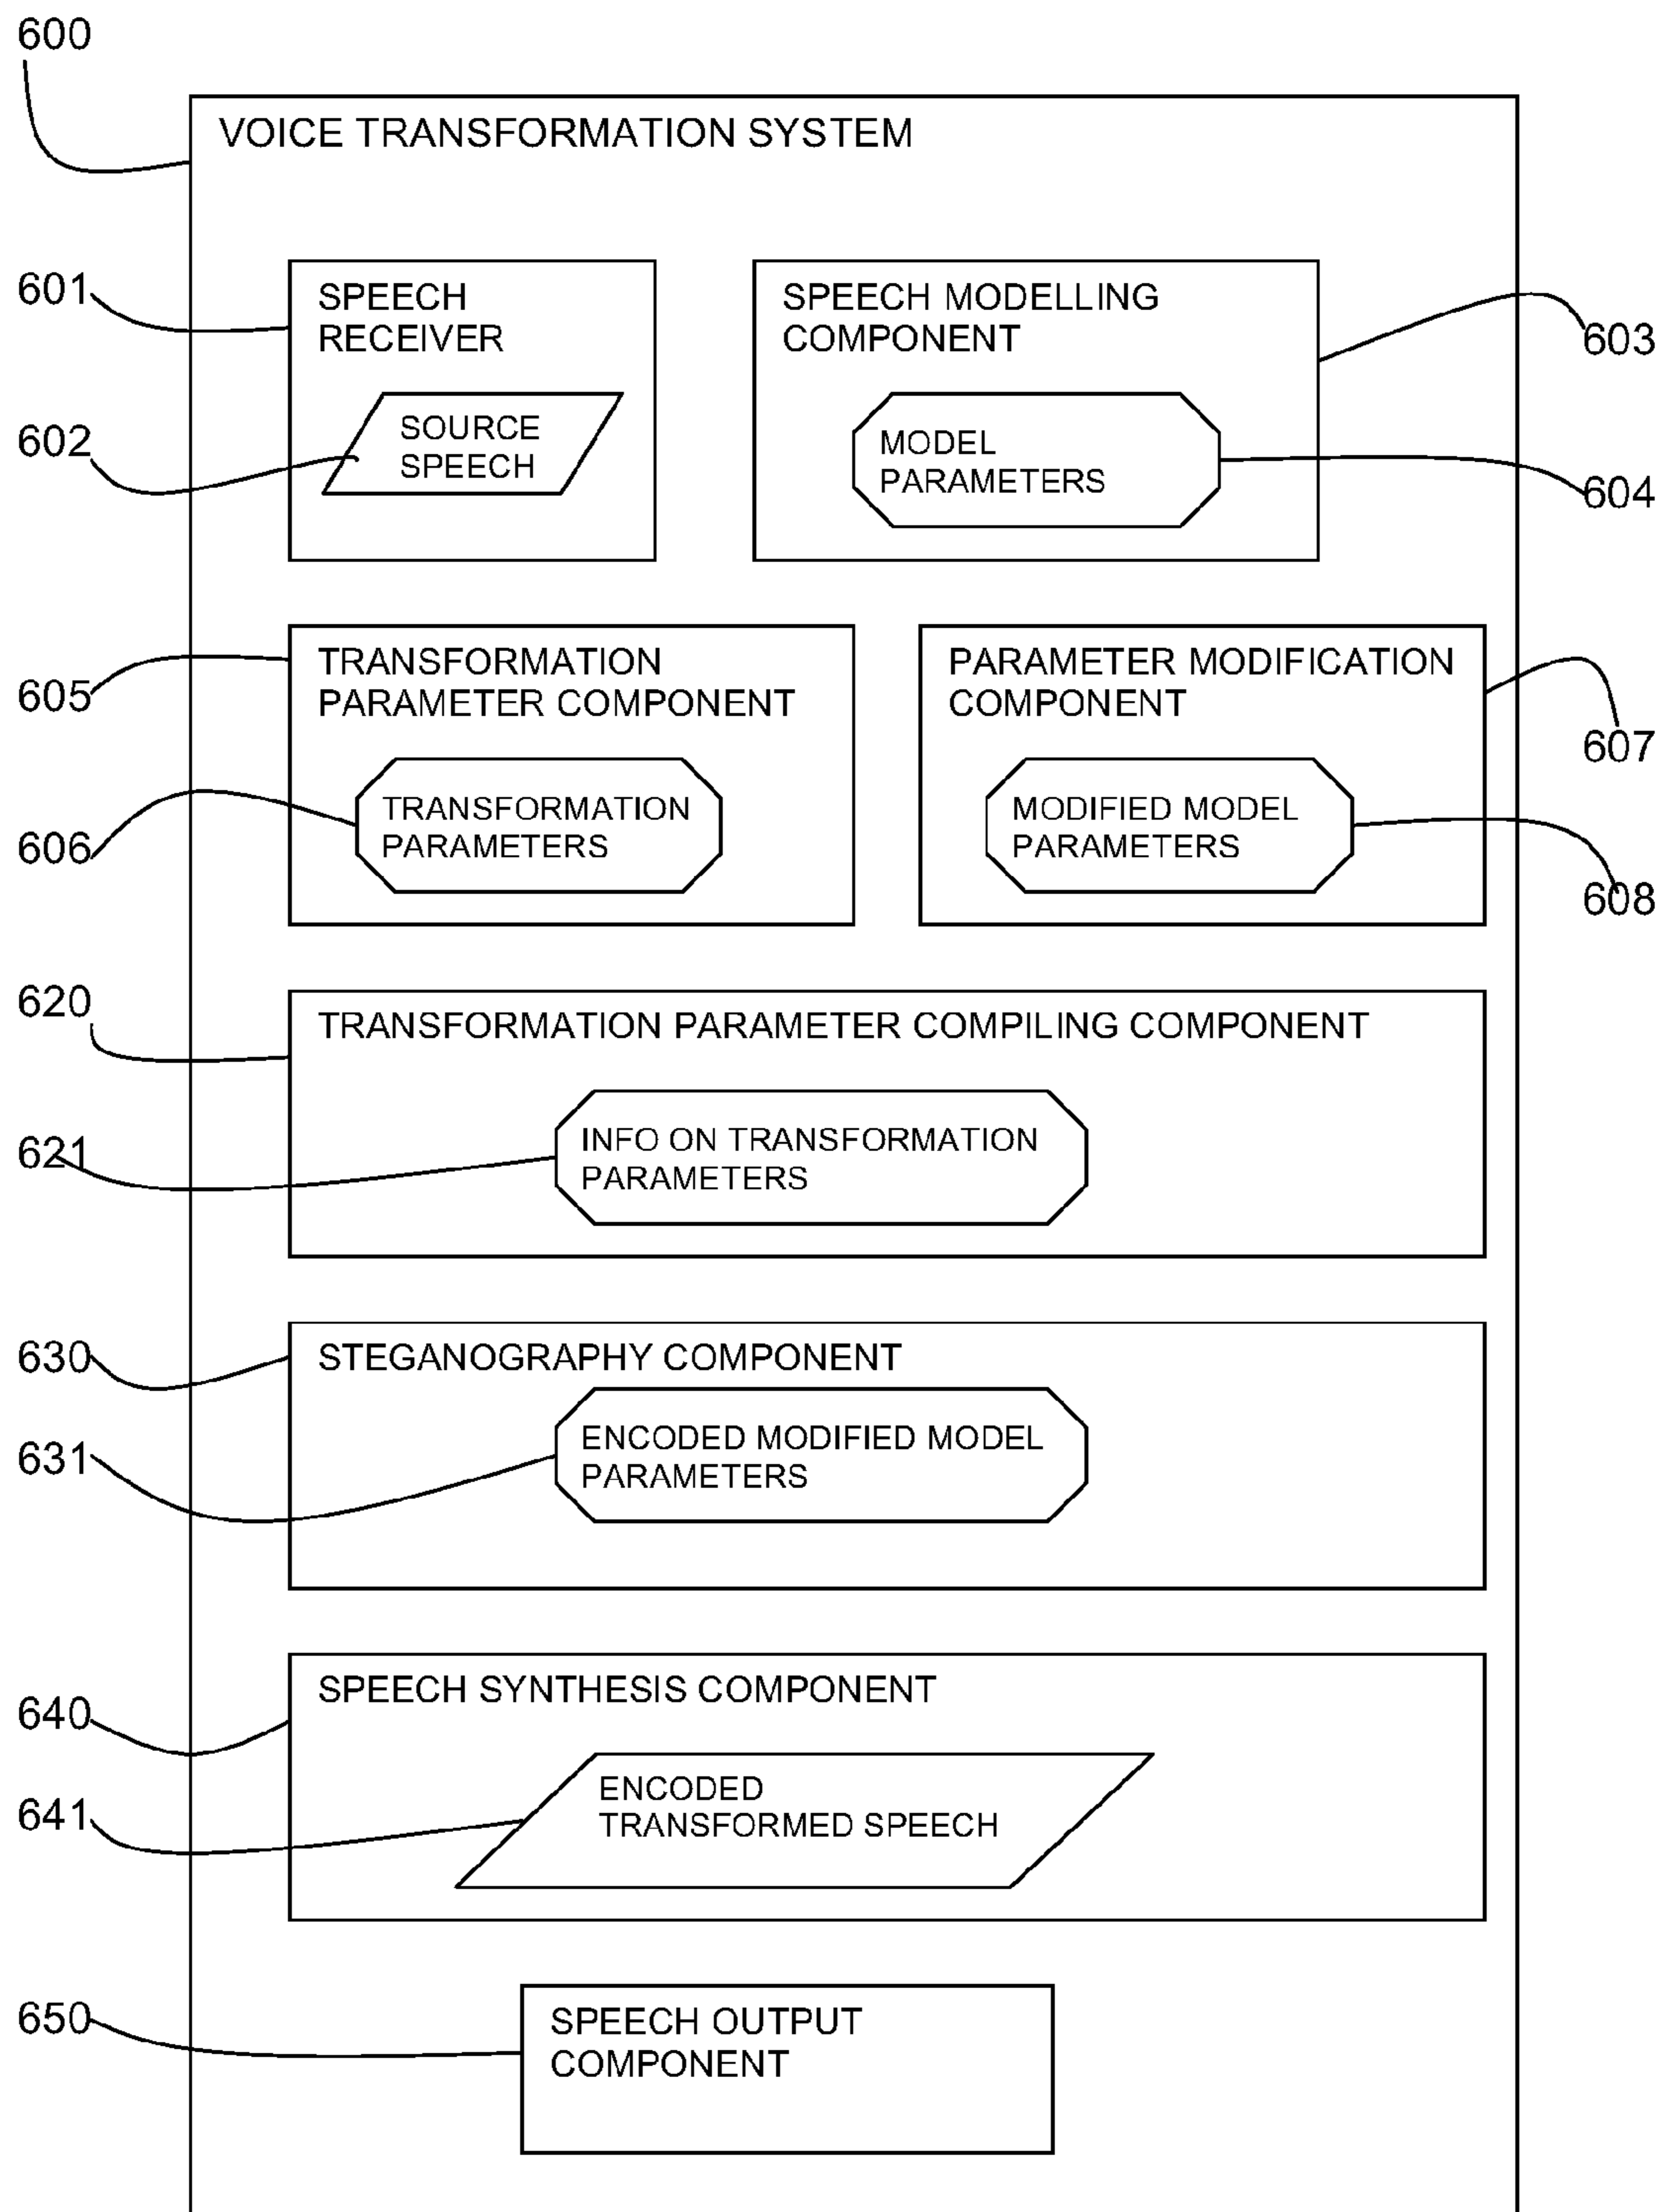 600
VOICE TRANSFORMATION SYSTEM
601
SPEECH
RECEIVER
602
SOURCE
SPEECH
SPEECH MODELLING
COMPONENT
603
MODEL
PARAMETERS
604
605
TRANSFORMATION
PARAMETER COMPONENT
606
TRANSFORMATION
PARAMETERS
PARAMETER MODIFICATION
COMPONENT
607
MODIFIED MODEL
PARAMETERS
608
620
TRANSFORMATION PARAMETER COMPILING COMPONENT
621
INFO ON TRANSFORMATION
PARAMETERS
630
STEGANOGRAPHY COMPONENT
631
ENCODED MODIFIED MODEL
PARAMETERS
640
SPEECH SYNTHESIS COMPONENT
641
ENCODED
TRANSFORMED SPEECH
650
SPEECH OUTPUT
COMPONENT